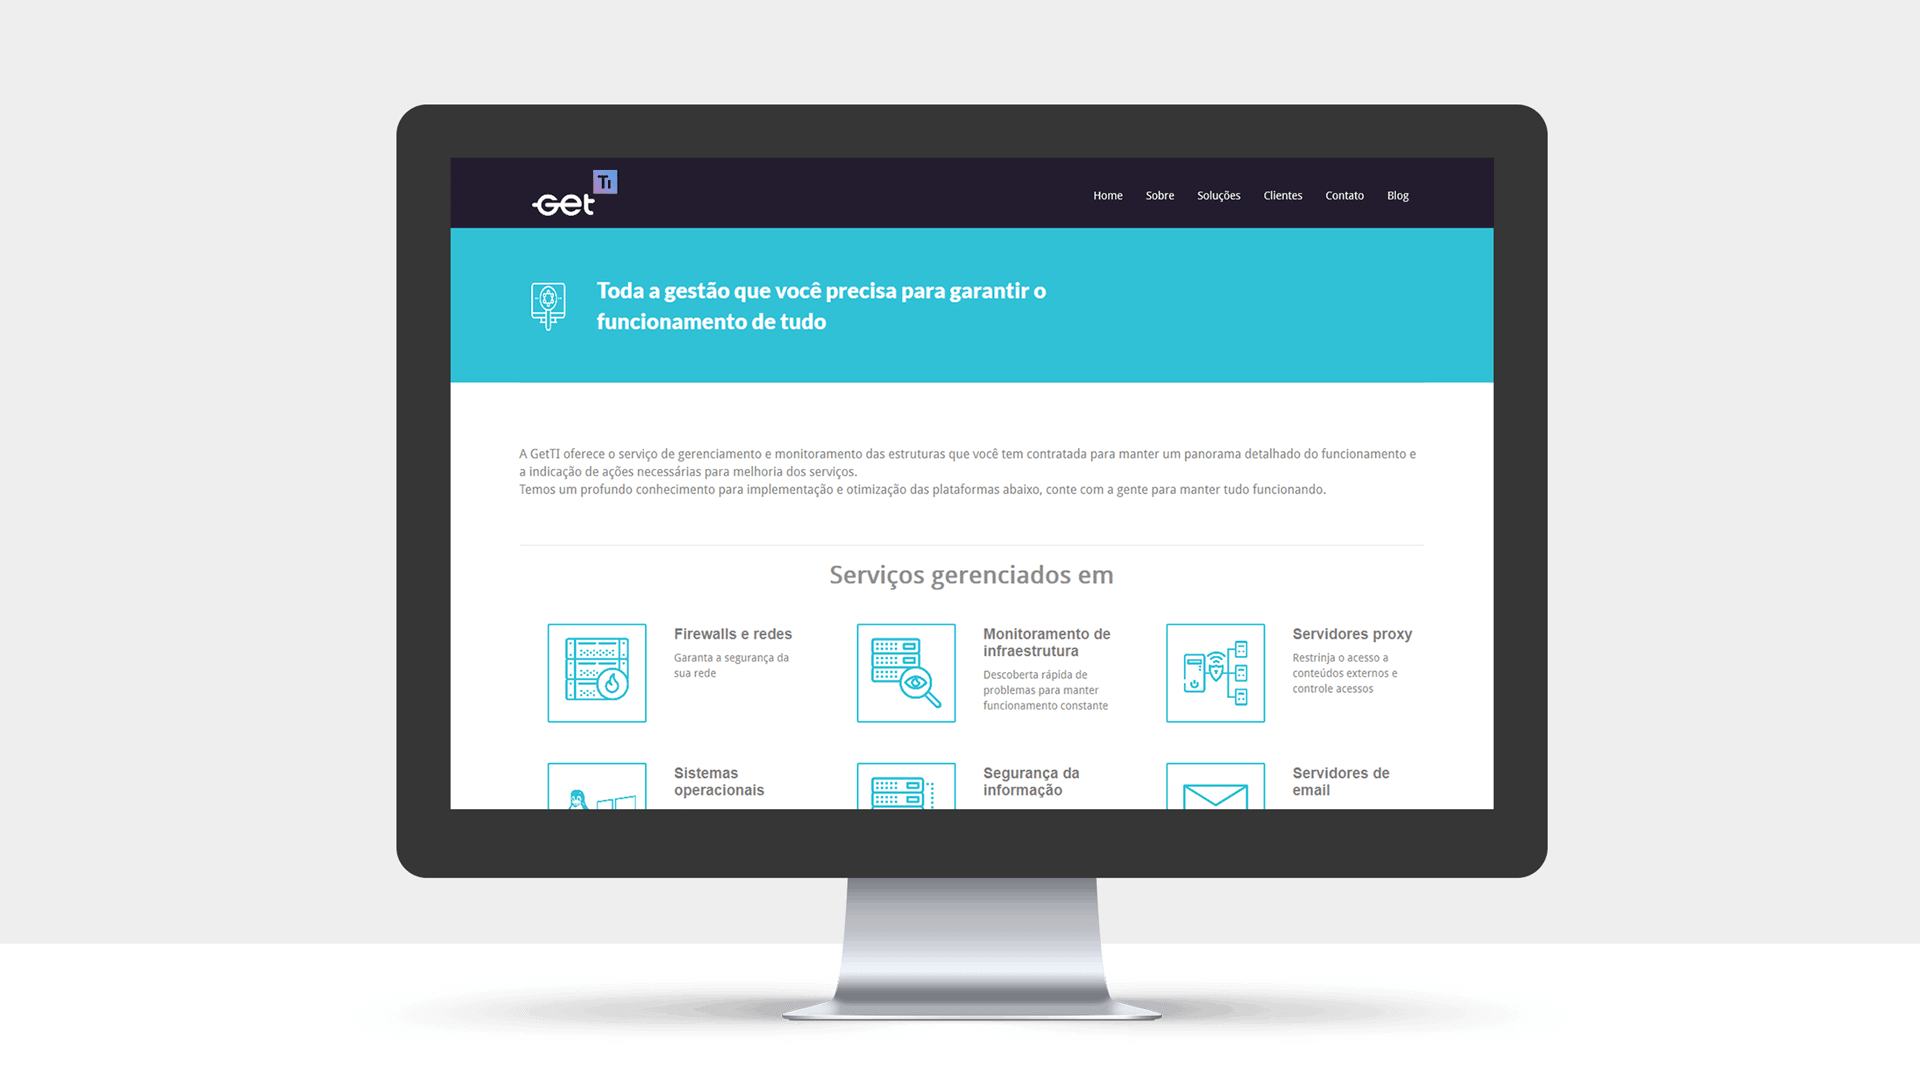 Get Ti
Home Sobre Soluções Clientes Contato Blog
Toda a gestão que você precisa para garantir o
funcionamento de tudo
A GetTI oferece o serviço de gerenciamento e monitoramento das estruturas que você tem contratada para manter um panorama detalhado do funcionamento e
a indicação de ações necessárias para melhoria dos serviços.
Temos um profundo conhecimento para implementação e otimização das plataformas abaixo, conte com a gente para manter tudo funcionando.
Serviços gerenciados em
Firewalls e redes
Garanta a segurança da
sua rede
Monitoramento de
infraestrutura
Descoberta rápida de
problemas para manter
funcionamento constante
Servidores proxy
Restrinja o acesso a
conteúdos externos e
controle acessos
Sistemas
operacionais
Segurança da
informação
Servidores de
email